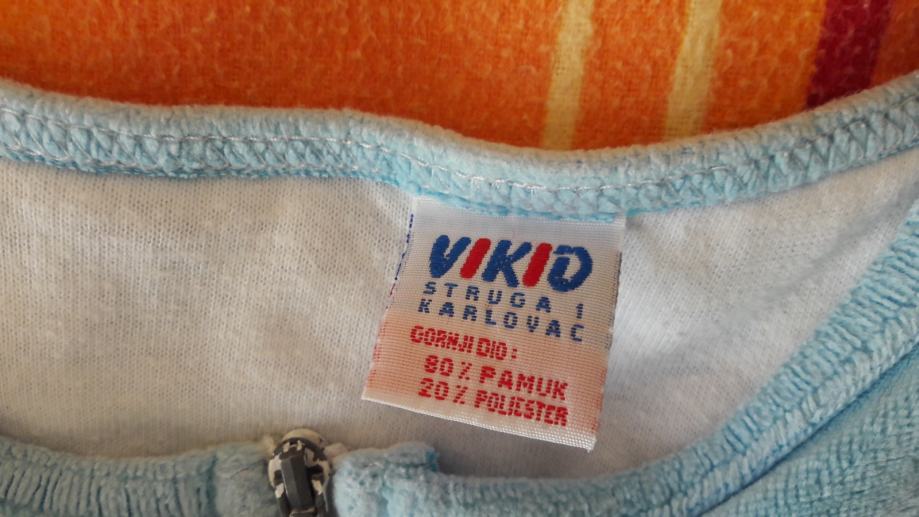 VIKID
STRUGA 1
KARLOVAC
GORNJI DIO:
80% PAMUK
20% POLIESTER